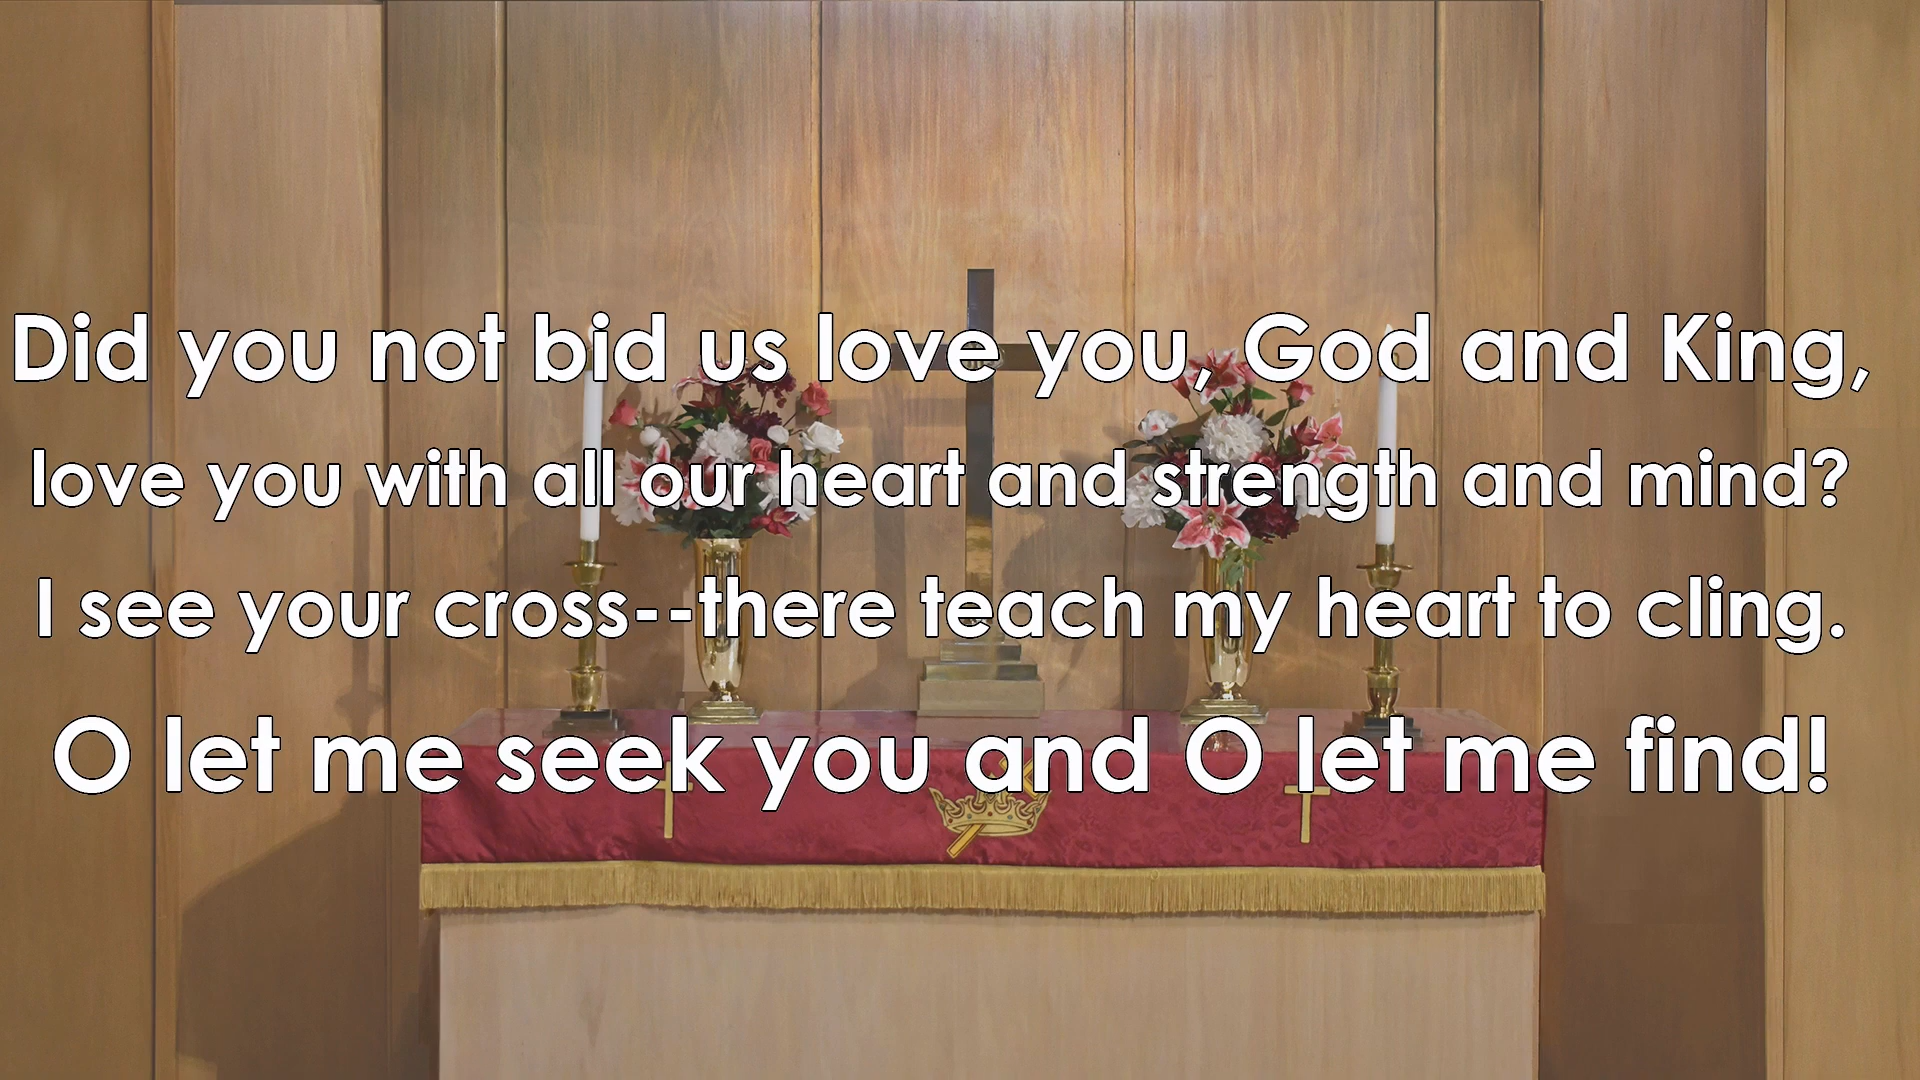 Did you not bid us love you, God and King,
love you with all our heart and strength and mind?
I see your cross--there teach my heart to cling.
O let me seek you and O let me find!